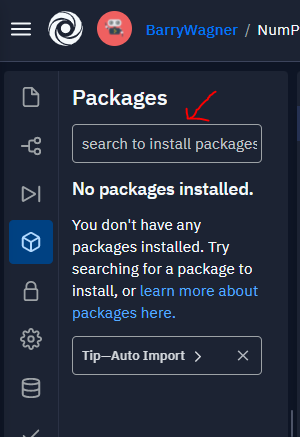 BarryWagner / NumP
Packages
search to install packages
No packages installed.
You don't have any
packages installed. Try
searching for a package to
install, or learn more about
packages here.
Tip—Auto Import